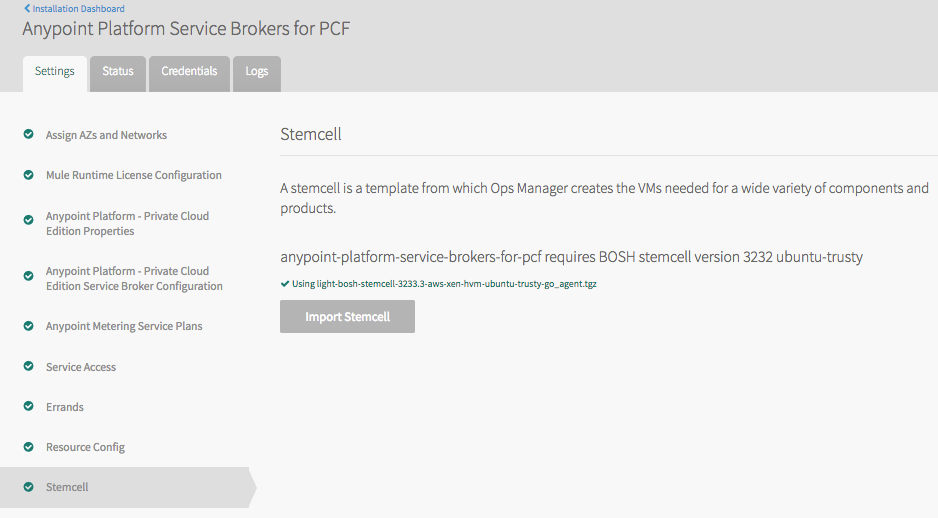 Installation Dashboard
Anypoint Platform Service Brokers for PCF
Settings
Status
Credentials
Logs
Assign AZs and Networks
Mule Runtime License Configuration
Anypoint Platform - Private Cloud
Edition Properties
Anypoint Platform - Private Cloud
Edition Service Broker Configuration
Anypoint Metering Service Plans
Service Access
Errands
Resource Config
Stemcell
Stemcell
A stemcell is a template from which Ops Manager creates the VMs needed for a wide variety of components and
products.
anypoint-platform-service-brokers-for-pcf requires BOSH stemcell version 3232 ubuntu-trusty
Using light-bosh-stemcell-3233.3-aws-xen-hvm-ubuntu-trusty-go_agent.tgz
Import Stemcell